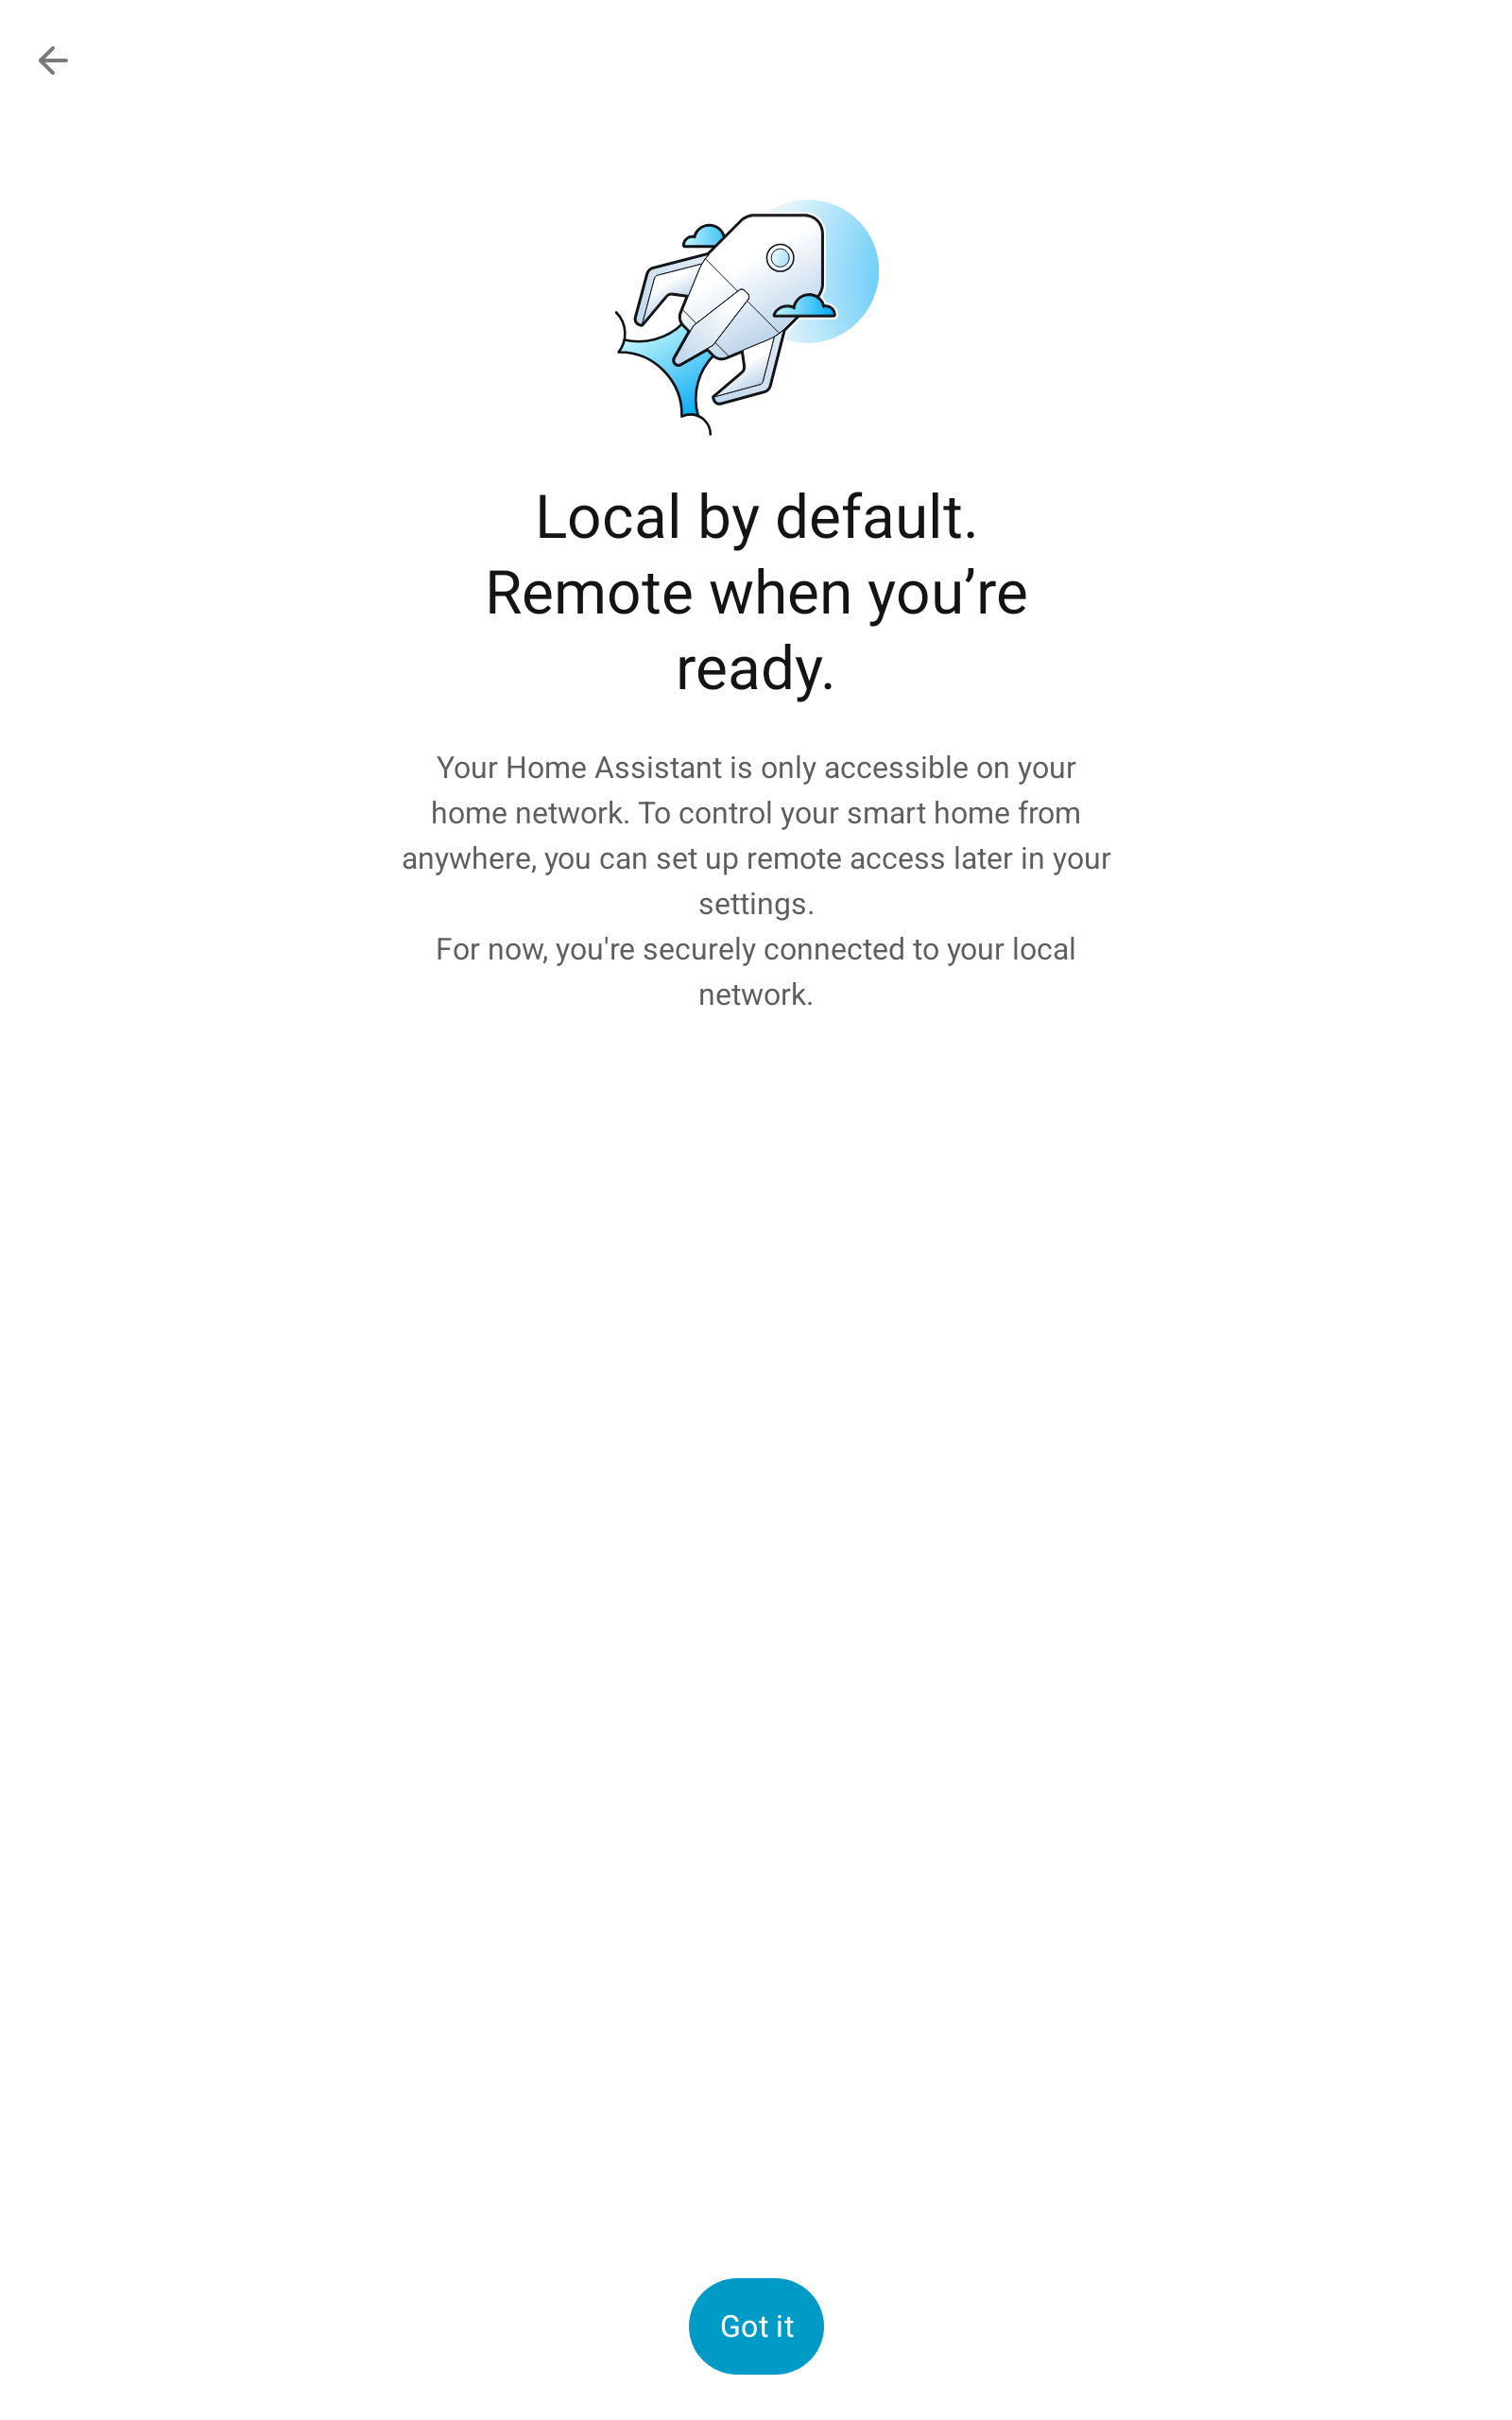 Local by default.
Remote when you’re
ready.
Your Home Assistant is only accessible on your
home network. To control your smart home from
anywhere, you can set up remote access later in your
settings.
For now, you're securely connected to your local
network.
Got it